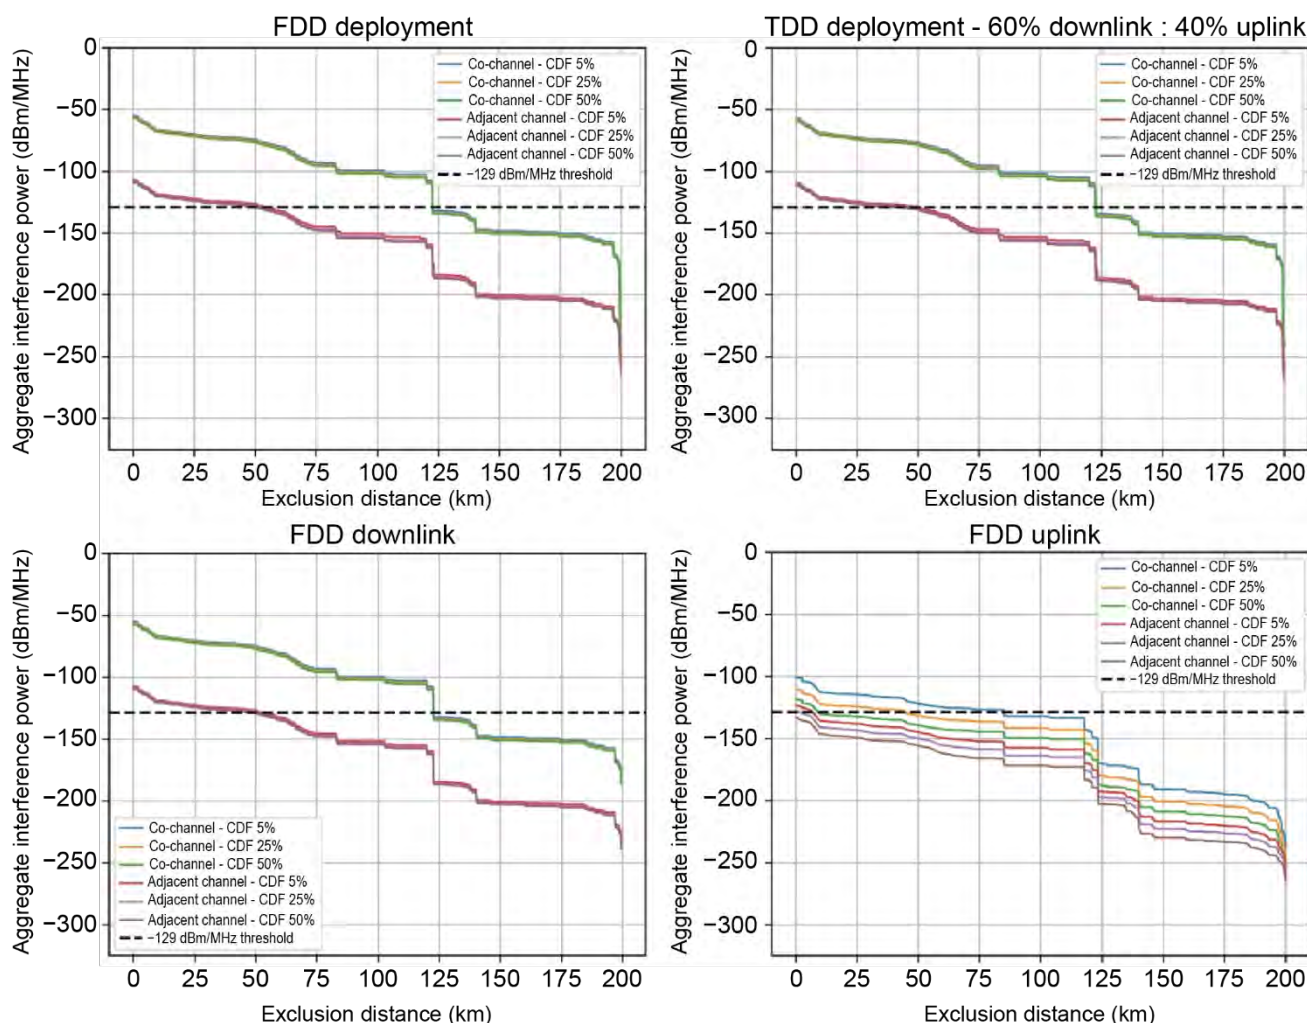 FDD deployment
Aggregate interference power (dBm/MHz)
0
−50
−100
−150
−200
−250
−300
Co-channel - CDF 5%
Co-channel - CDF 25%
Co-channel - CDF 50%
Adjacent channel - CDF 5%
Adjacent channel - CDF 25%
Adjacent channel - CDF 50%
−129 dBm/MHz threshold
0 25 50 75 100 125 150 175 200
Exclusion distance (km)
TDD deployment - 60% downlink : 40% uplink
Aggregate interference power (dBm/MHz)
0
−50
−100
−150
−200
−250
−300
Co-channel - CDF 5%
Co-channel - CDF 25%
Co-channel - CDF 50%
Adjacent channel - CDF 5%
Adjacent channel - CDF 25%
Adjacent channel - CDF 50%
−129 dBm/MHz threshold
0 25 50 75 100 125 150 175 200
Exclusion distance (km)
FDD downlink
Aggregate interference power (dBm/MHz)
0
−50
−100
−150
−200
−250
−300
Co-channel - CDF 5%
Co-channel - CDF 25%
Co-channel - CDF 50%
Adjacent channel - CDF 5%
Adjacent channel - CDF 25%
Adjacent channel - CDF 50%
−129 dBm/MHz threshold
0 25 50 75 100 125 150 175 200
Exclusion distance (km)
FDD uplink
Aggregate interference power (dBm/MHz)
0
−50
−100
−150
−200
−250
−300
Co-channel - CDF 5%
Co-channel - CDF 25%
Co-channel - CDF 50%
Adjacent channel - CDF 5%
Adjacent channel - CDF 25%
Adjacent channel - CDF 50%
−129 dBm/MHz threshold
0 25 50 75 100 125 150 175 200
Exclusion distance (km)